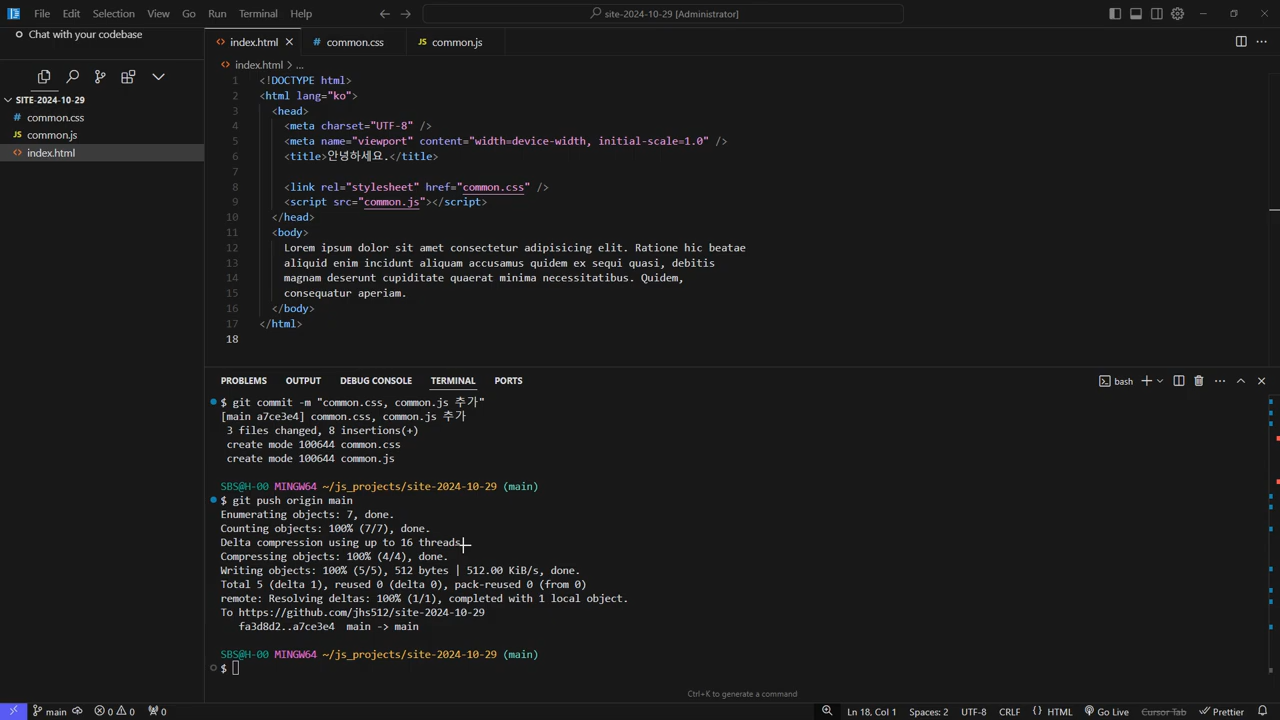 File Edit Selection View Go Run Terminal Help
site-2024-10-29 [Administrator]
Chat with your codebase
SITE-2024-10-29
# common.css
JS common.js
<> index.html
<> index.html
# common.css
JS common.js
<> index.html > ...
1 <!DOCTYPE html>
2 <html lang="ko">
3 <head>
4 <meta charset="UTF-8" />
5 <meta name="viewport" content="width=device-width, initial-scale=1.0" />
6 <title>안녕하세요.</title>
7
8 <link rel="stylesheet" href="common.css" />
9 <script src="common.js"></script>
10 </head>
11 <body>
12 Lorem ipsum dolor sit amet consectetur adipisicing elit. Ratione hic beatae
13 aliquid enim incidunt aliquam accusamus quidem ex sequi quasi, debitis
14 magnam deserunt cupiditate quaerat minima necessitatibus. Quidem,
15 consequatur aperiam.
16 </body>
17 </html>
18
PROBLEMS OUTPUT DEBUG CONSOLE TERMINAL PORTS
bash
$ git commit -m "common.css, common.js 추가"
[main a7ce3e4] common.css, common.js 추가
3 files changed, 8 insertions(+)
create mode 100644 common.css
create mode 100644 common.js
SBS@H-00 MINGW64 ~/js_projects/site-2024-10-29 (main)
$ git push origin main
Enumerating objects: 7, done.
Counting objects: 100% (7/7), done.
Delta compression using up to 16 threads
Compressing objects: 100% (4/4), done.
Writing objects: 100% (5/5), 512 bytes | 512.00 KiB/s, done.
Total 5 (delta 1), reused 0 (delta 0), pack-reused 0 (from 0)
remote: Resolving deltas: 100% (1/1), completed with 1 local object.
To https://github.com/jhs512/site-2024-10-29
fa3d8d2..a7ce3e4 main -> main
SBS@H-00 MINGW64 ~/js_projects/site-2024-10-29 (main)
$
Ctrl+K to generate a command
main 0 0 0 Ln 18, Col 1 Spaces: 2 UTF-8 CRLF HTML Go Live Cursor Tab Prettier